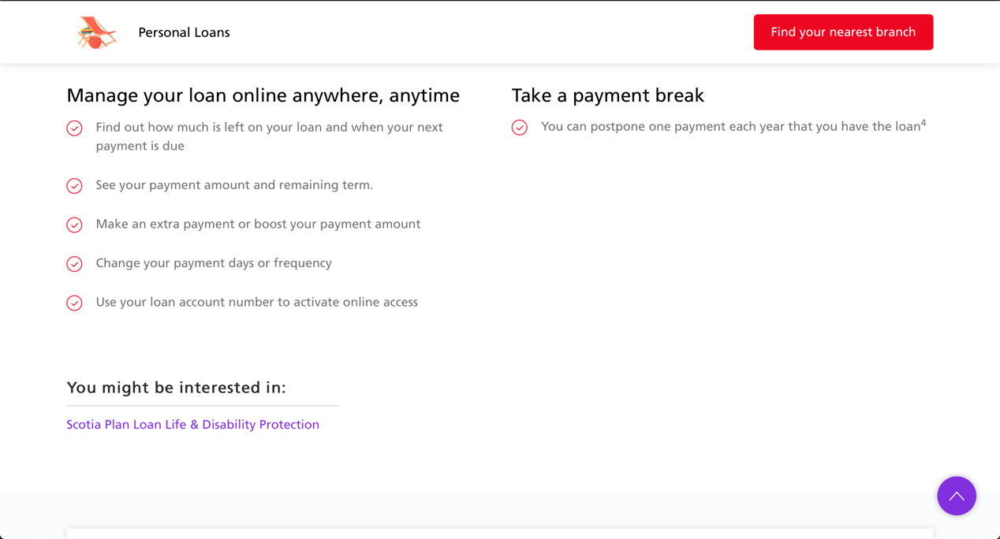 Personal Loans
Find your nearest branch
Manage your loan online anywhere, anytime
Find out how much is left on your loan and when your next
payment is due
See your payment amount and remaining term.
Make an extra payment or boost your payment amount
Change your payment days or frequency
Use your loan account number to activate online access
Take a payment break
You can postpone one payment each year that you have the loan4
You might be interested in:
Scotia Plan Loan Life & Disability Protection